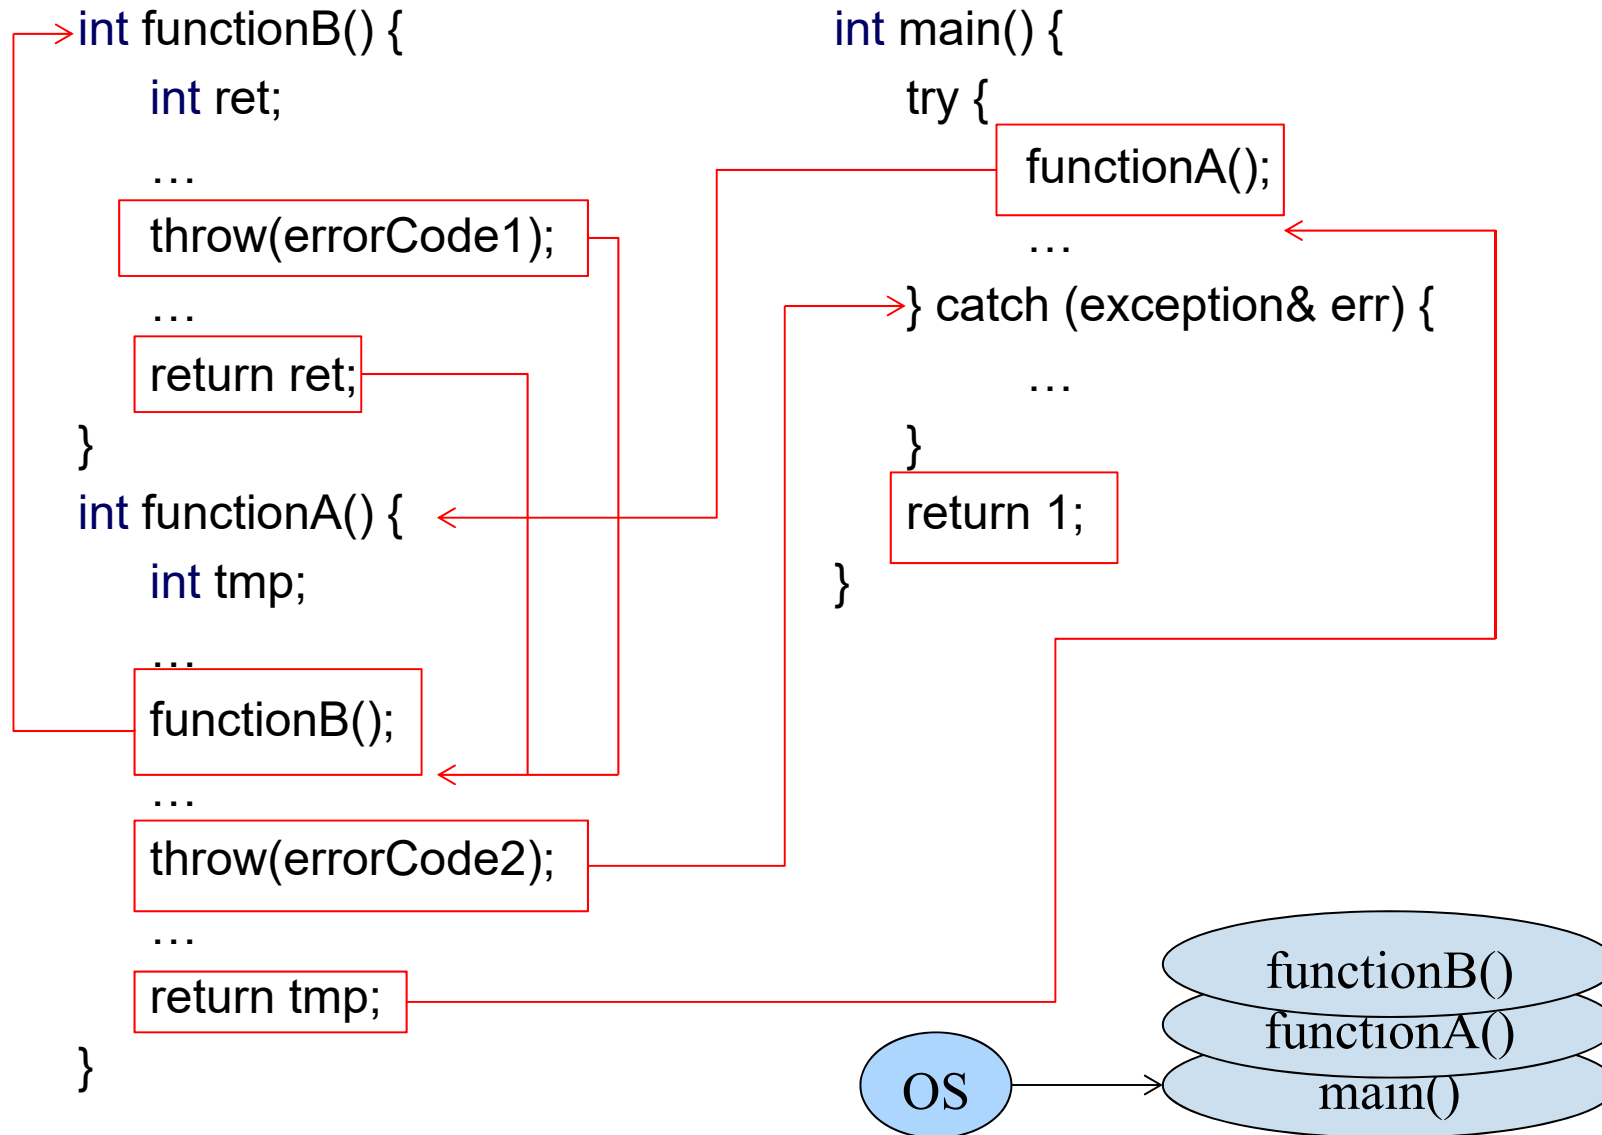 int functionB() {
int ret;
…
throw(errorCode1);
…
return ret;
}
int functionA() {
int tmp;
…
functionB();
…
throw(errorCode2);
…
return tmp;
}
int main() {
try {
functionA();
…
} catch (exception& err) {
…
}
return 1;
}
functionB()
functionA()
main()
OS